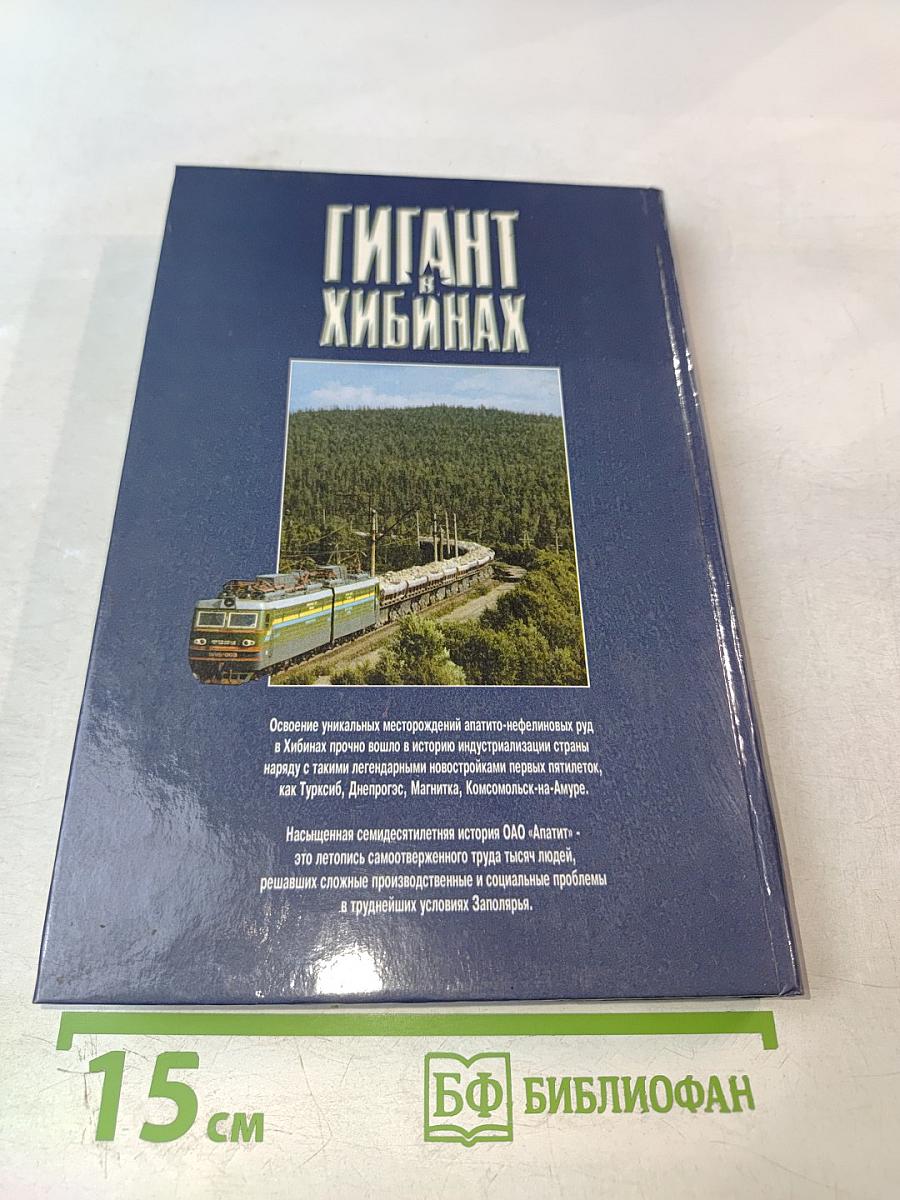 ГИГАНТ
В
ХИБИНАХ
Освоение уникальных месторождений апатито-нефелиновых руд
в Хибинах прочно вошло в историю индустриализации страны
наряду с такими легендарными новостройками первых пятилеток,
как Турксиб, Днепрогэс, Магнитка, Комсомольск-на-Амуре.
Насыщенная семидесятилетняя история ОАО «Апатит» -
это летопись самоотверженного труда тысяч людей,
решавших сложные производственные и социальные проблемы
в труднейших условиях Заполярья.
15 см
БФ БИБЛИОФАН